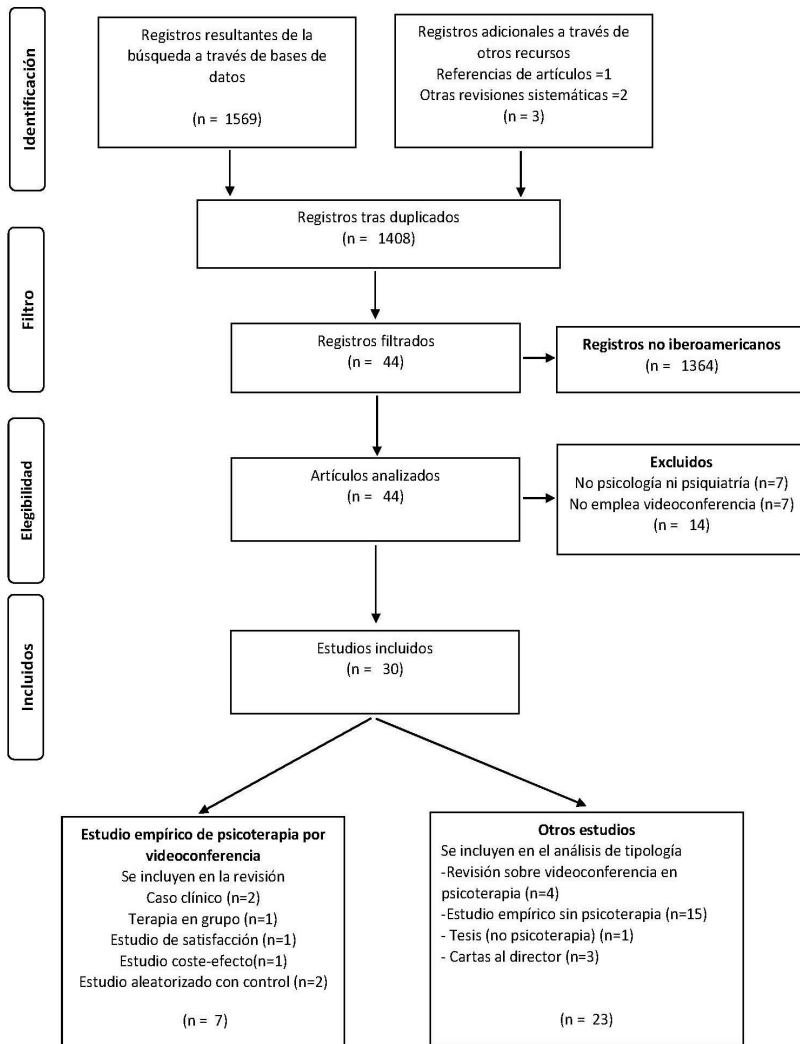 Identificación
Registros resultantes de la
búsqueda a través de bases de
datos
(n = 1569)
Registros adicionales a través de
otros recursos
Referencias de artículos =1
Otras revisiones sistemáticas =2
(n = 3)
Registros tras duplicados
(n = 1408)
Filtro
Registros filtrados
(n = 44)
Registros no iberoamericanos
(n = 1364)
Elegibilidad
Artículos analizados
(n = 44)
Excluidos
No psicología ni psiquiatría (n=7)
No emplea videoconferencia (n=7)
(n = 14)
Incluidos
Estudios incluidos
(n = 30)
Estudio empírico de psicoterapia por
videoconferencia
Se incluyen en la revisión
Caso clínico (n=2)
Terapia en grupo (n=1)
Estudio de satisfacción (n=1)
Estudio coste-efecto(n=1)
Estudio aleatorizado con control (n=2)
(n = 7)
Otros estudios
Se incluyen en el análisis de tipología
-Revisión sobre videoconferencia en
psicoterapia (n=4)
-Estudio empírico sin psicoterapia (n=15)
- Tesis (no psicoterapia) (n=1)
- Cartas al director (n=3)
(n = 23)